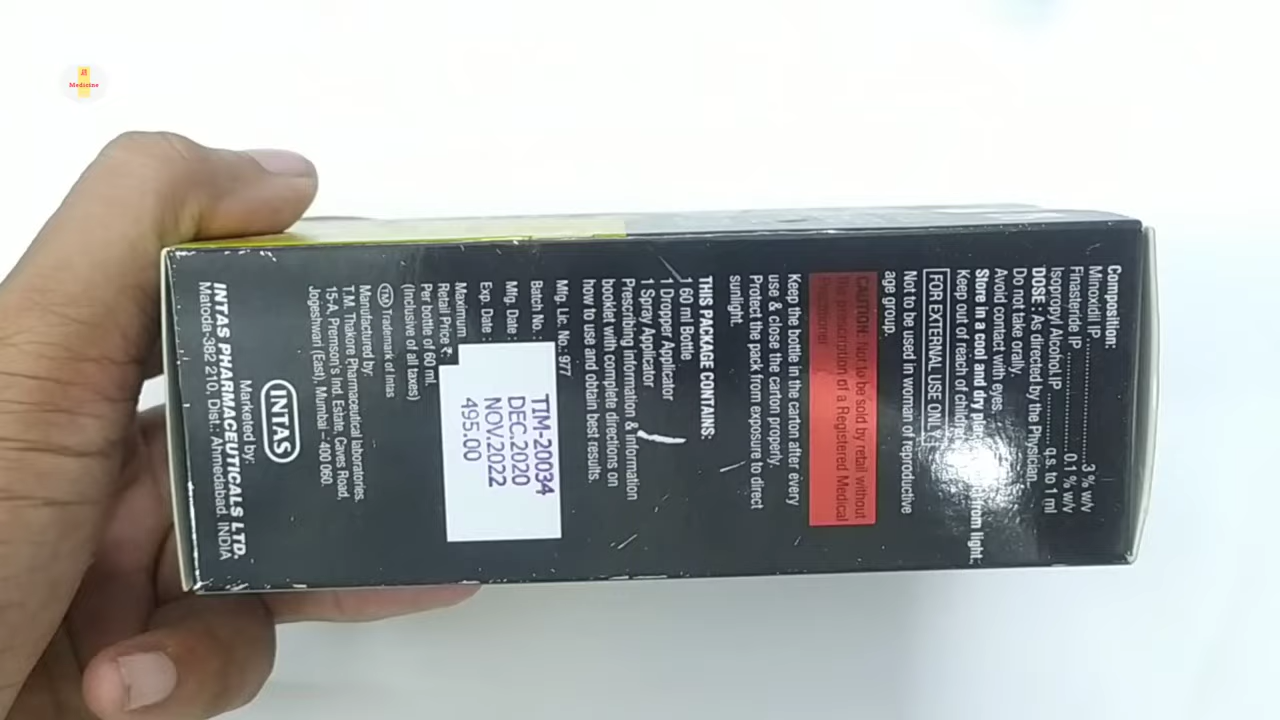 Medicine
Composition:
Minoxidil IP ........................ 3 % w/v
Finasteride IP .................... 0.1 % w/v
Isopropyl Alcohol IP ........... q.s. to 1 ml
DOSE : As directed by the Physician.
Do not take orally.
Avoid contact with eyes.
Store in a cool and dry from light.
Keep out of reach of
FOR EXTERNAL USE ONLY
Not to be used in woman of reproductive
age group.
CAUTION: Not to be sold by retail without
the prescription of a Registered Medical
Practitioner
Keep the bottle in the carton after every
use & close the carton properly.
Protect the pack from exposure to direct
sunlight.
THIS PACKAGE CONTAINS:
1 60 ml Bottle
1 Dropper Applicator
1 Spray Applicator
Prescribing information & information
booklet with complete directions on
how to use and obtain best results.
Mfg. Lic. No.: 977
Batch No. : TIM-20034
Mfg. Date : DEC.2020
Exp. Date : NOV.2022
Maximum 495.00
Retail Price ₹:
Per bottle of 60 ml.
(Inclusive of all taxes)
TM Trademark of Intas
Manufactured by:
T.M. Thakore Pharmaceutical laboratories.
15-A, Premson's Ind. Estate, Caves Road,
Jogeshwari (East), Mumbai – 400 060.
INTAS
Marketed by:
INTAS PHARMACEUTICALS LTD.
Matoda-382 210, Dist.: Ahmedabad. INDIA